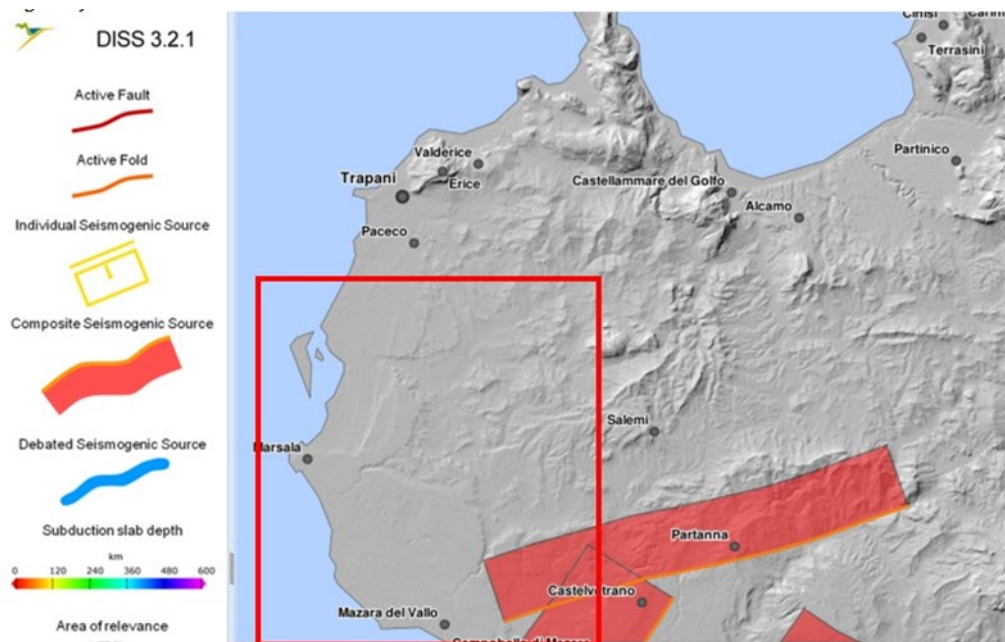 DISS 3.2.1
Active Fault
Active Fold
Individual Seismogenic Source
Composite Seismogenic Source
Debated Seismogenic Source
Subduction slab depth
km
0 120 240 360 480 600
Area of relevance
Cinisi
Terrasini
Partinico
Valderice
Erice
Trapani
Castellammare del Golfo
Alcamo
Paceco
Salemi
Marsala
Partanna
Castelvetrano
Mazara del Vallo